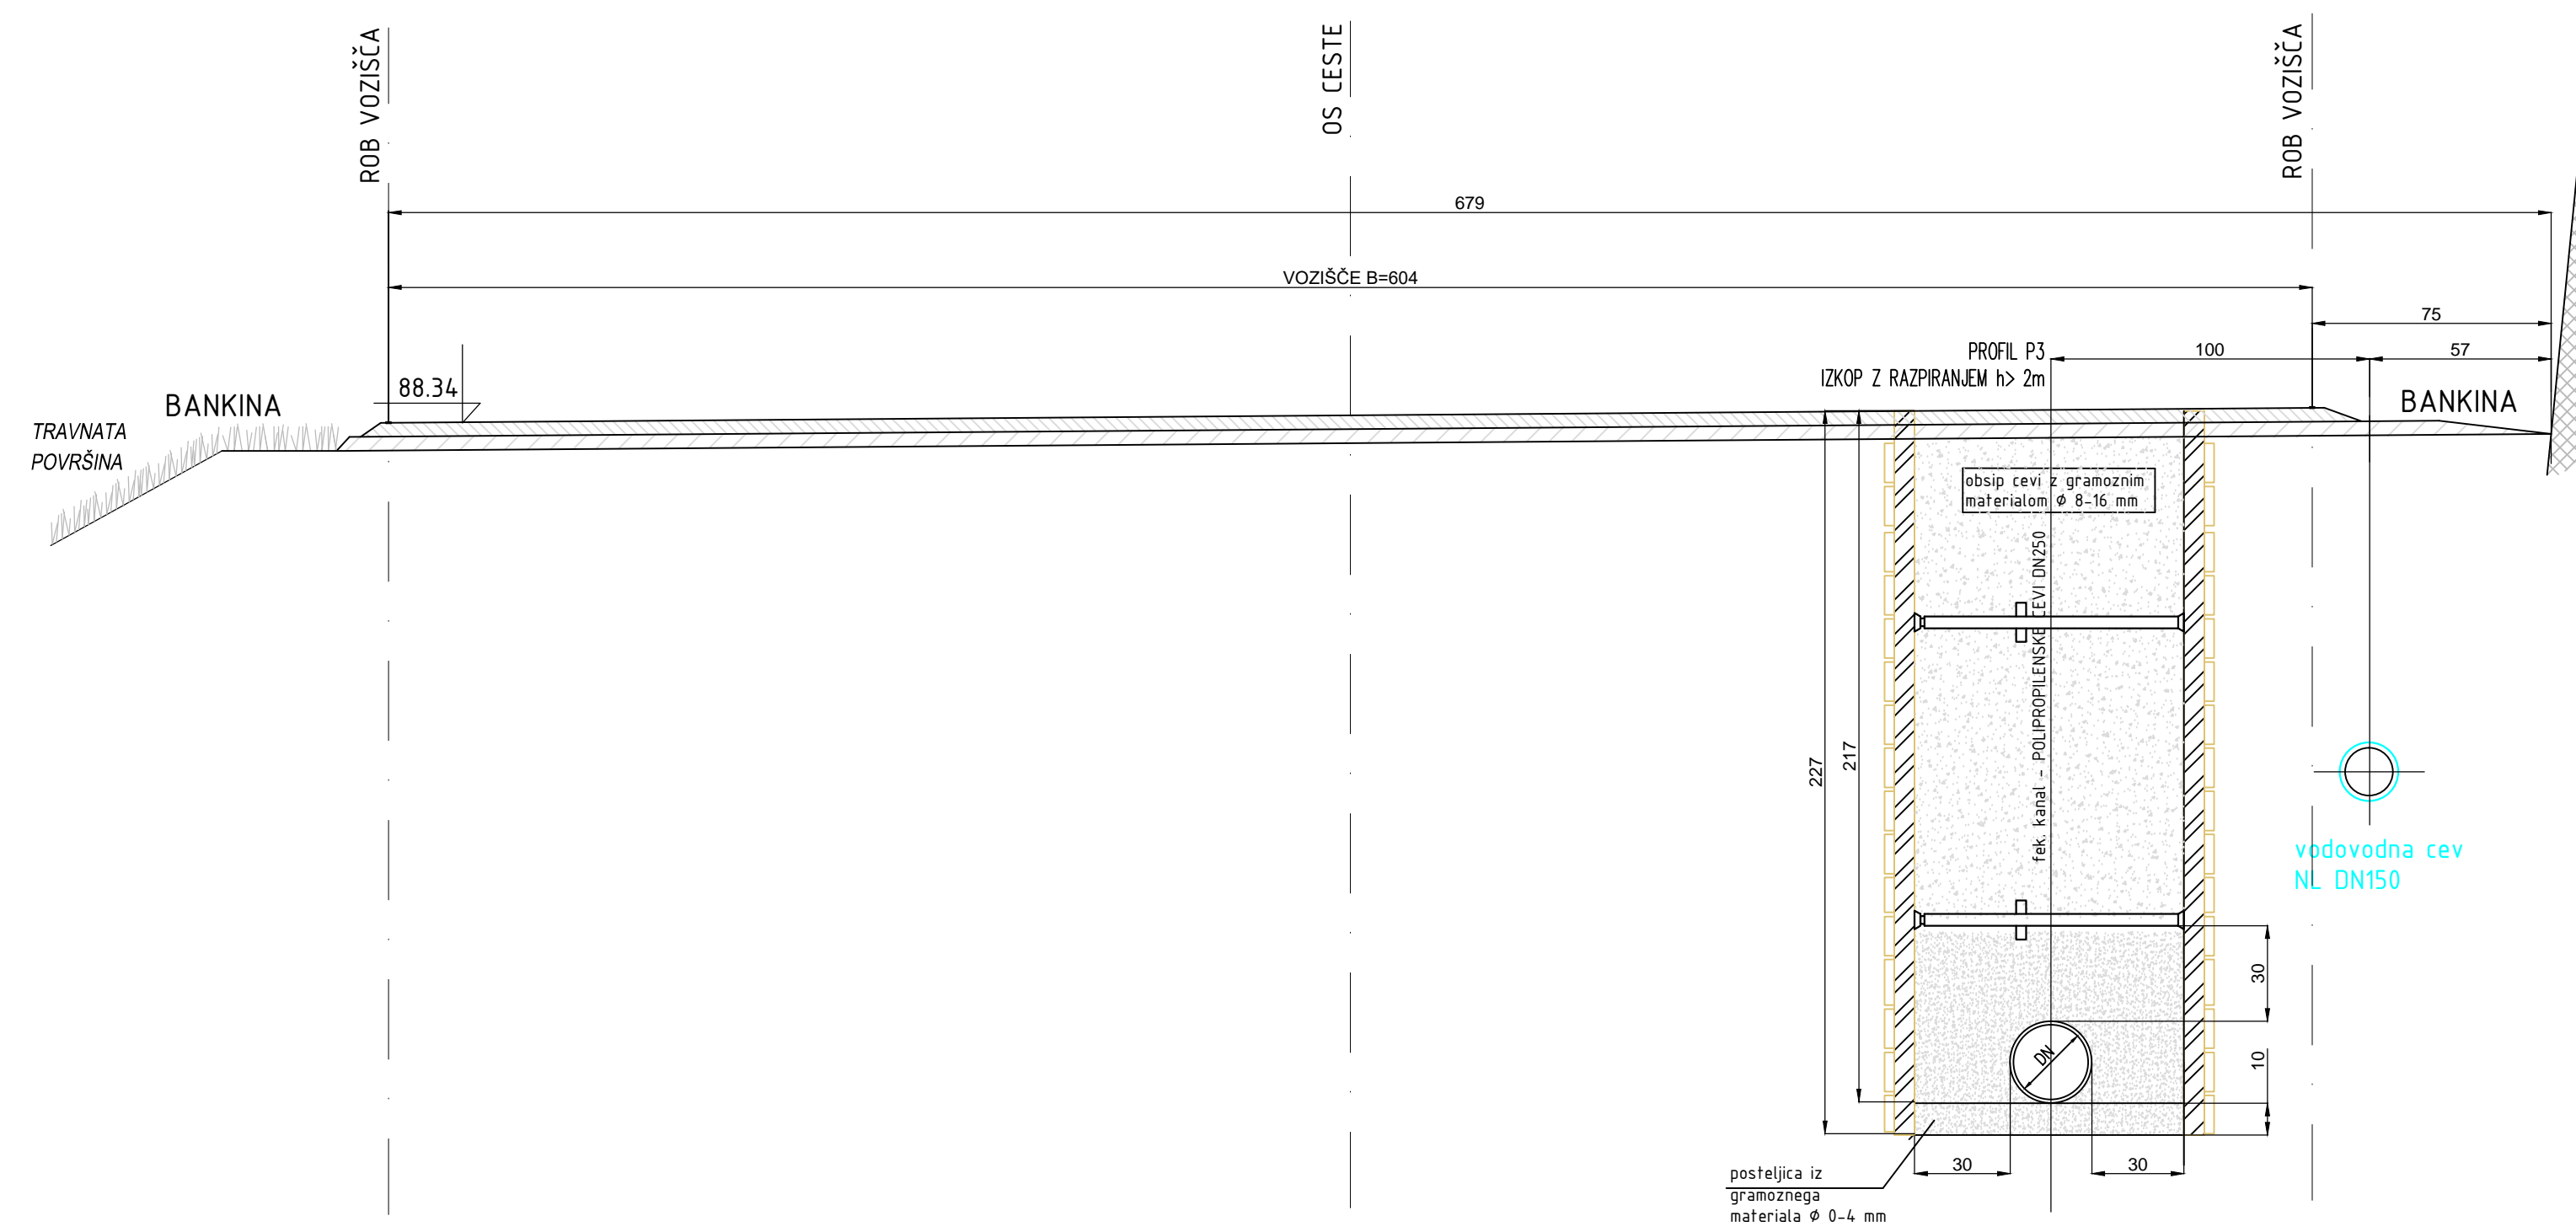 ROB VOZIŠČA
OS CESTE
ROB VOZIŠČA
679
VOZIŠČE B=604
75
PROFIL P3
100
57
IZKOP Z RAZPIRANJEM h> 2m
88.34
BANKINA
BANKINA
TRAVNATA
POVRŠINA
obsip cevi z gramoznim
materialom Ø 8-16 mm
fek. kanal - POLIPROPILENSKE CEVI DN250
227
217
vodovodna cev
NL DN150
30
DN
10
30
30
posteljica iz
gramoznega
materiala Ø 0-4 mm